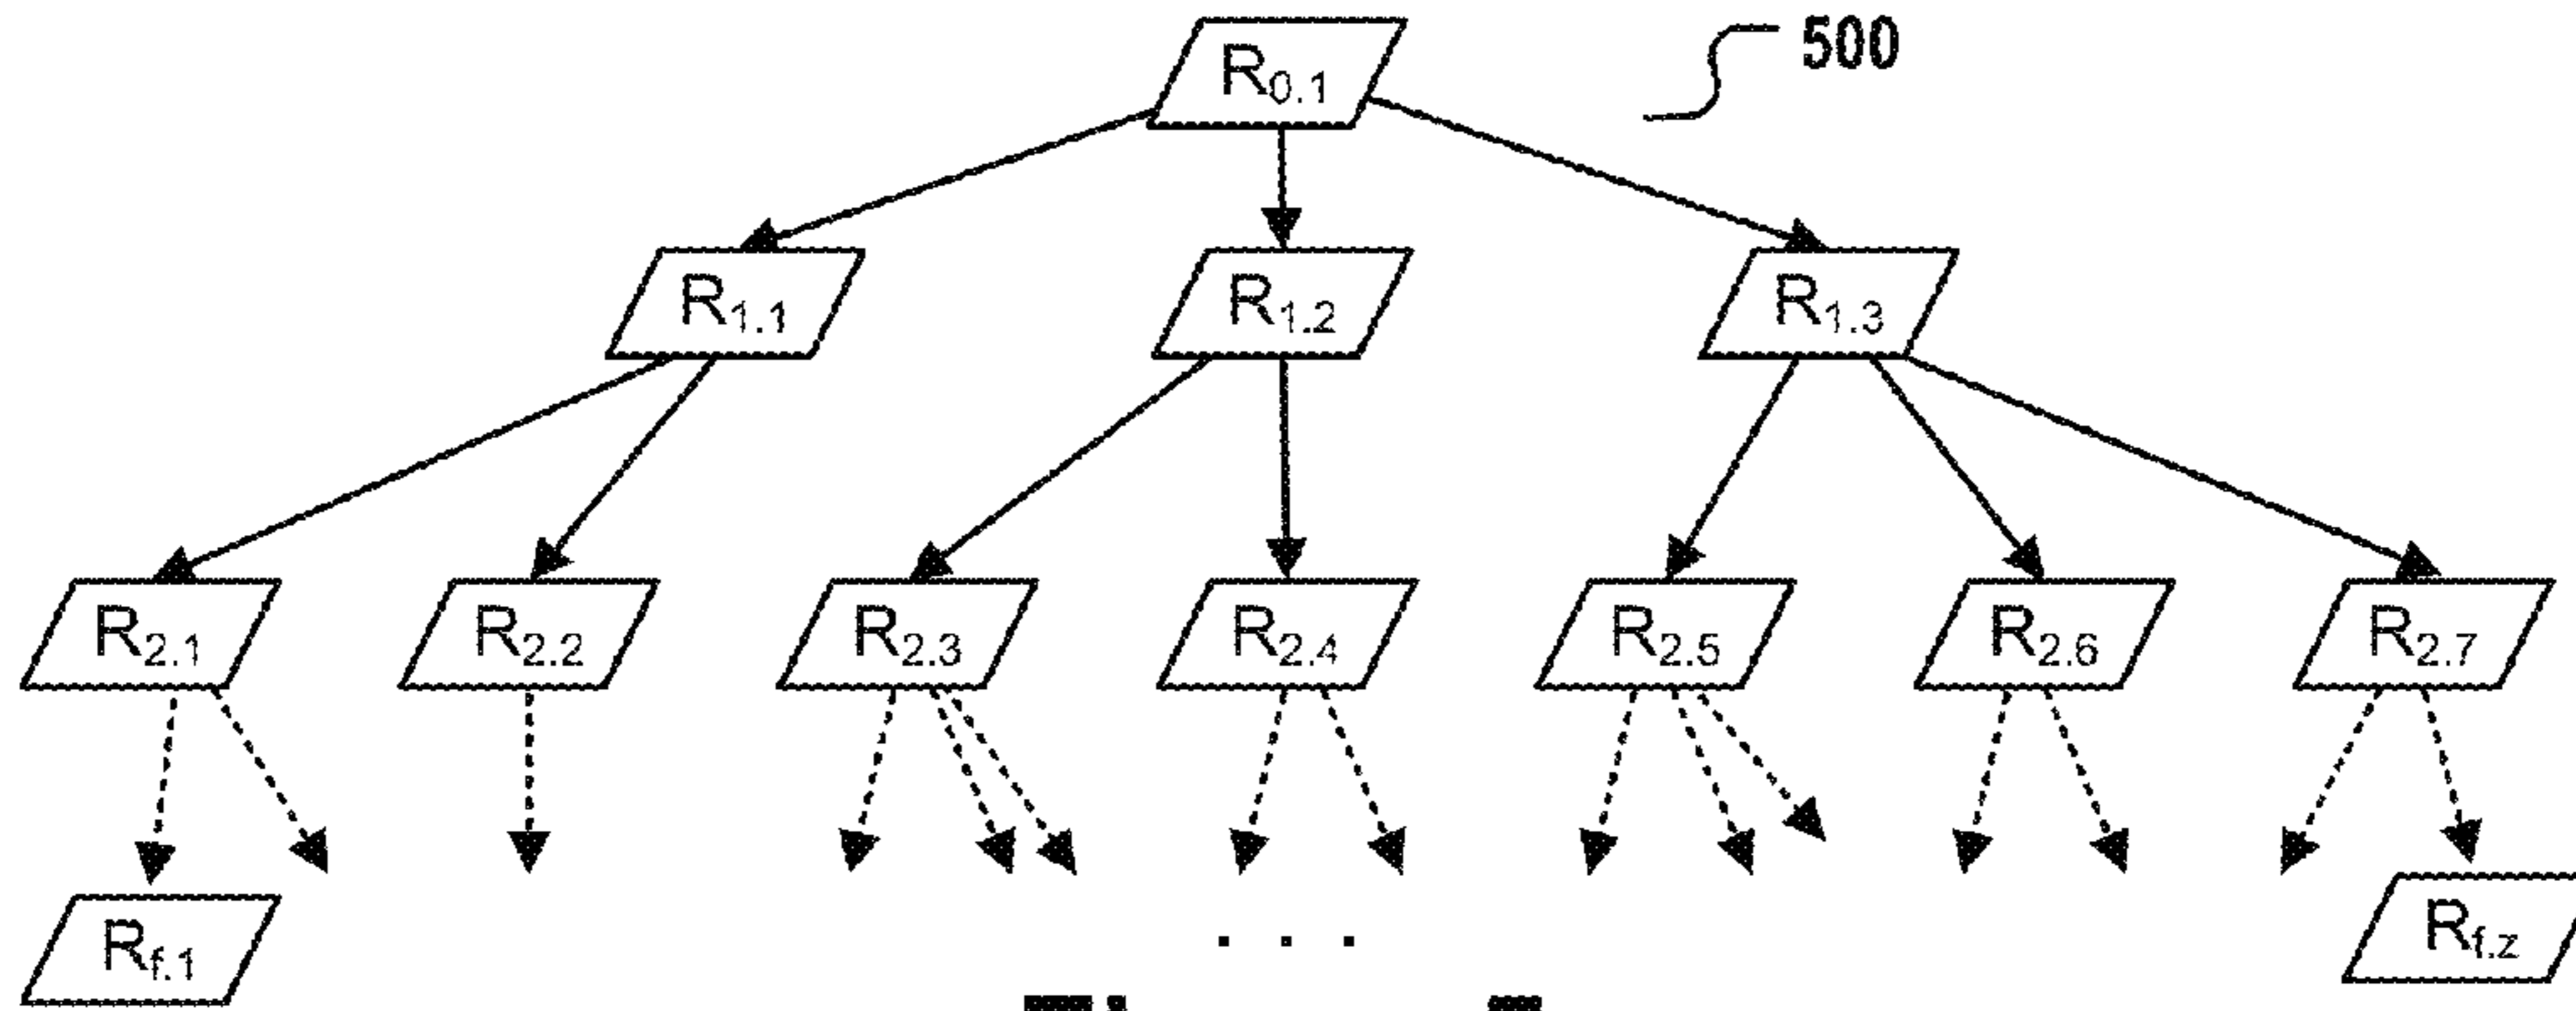 R0.1
500
R1.1 R1.2 R1.3
R2.1 R2.2 R2.3 R2.4 R2.5 R2.6 R2.7
Rf.1 . . . Rf.z